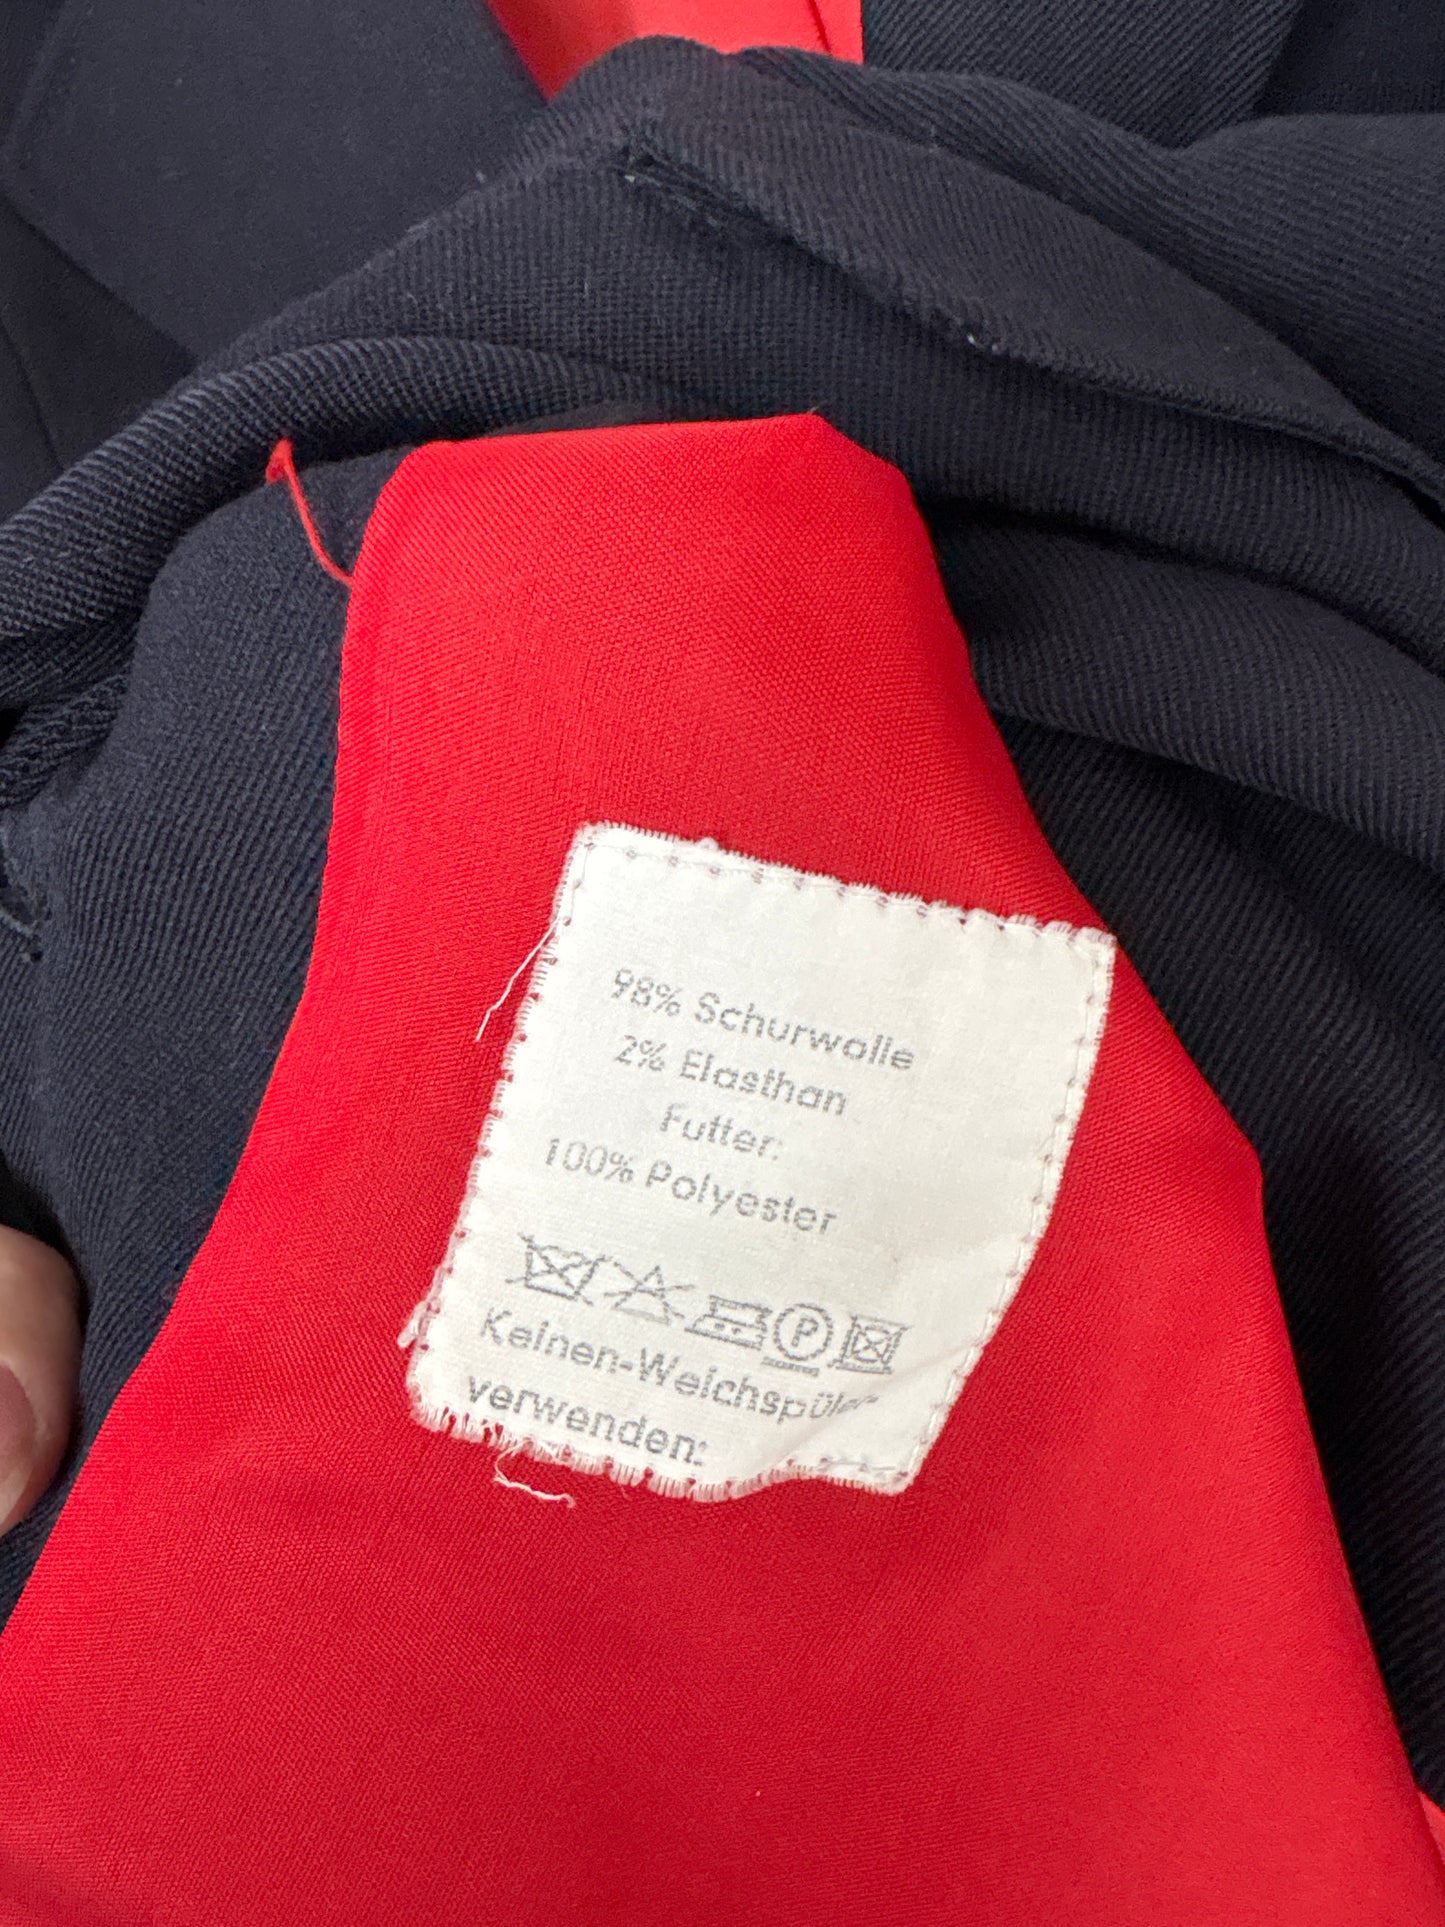 98% Schurwolle
2% Elasthan
Futter:
100% Polyester
P
Keinen-Weichspüler
verwenden: